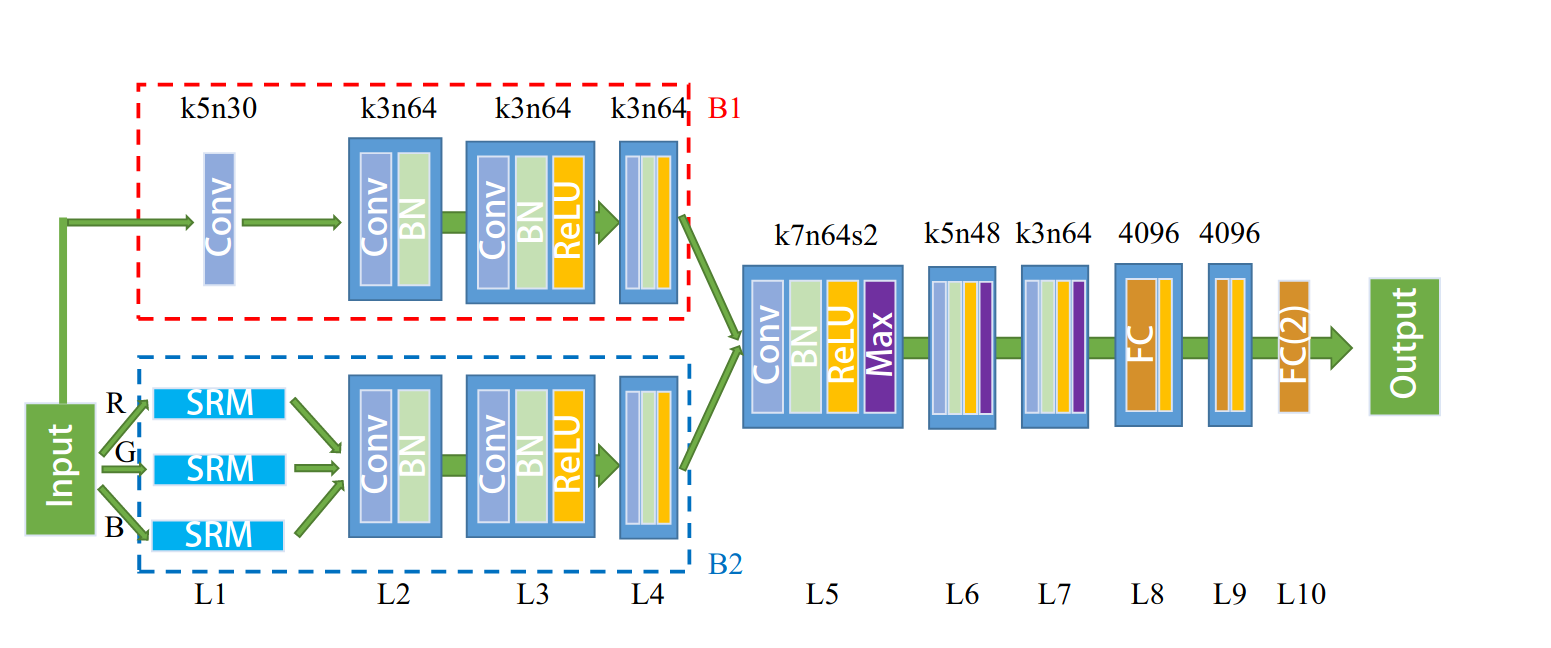 k5n30 k3n64 k3n64 k3n64 B1
Conv Conv BN Conv BN ReLU
k7n64s2 k5n48 k3n64 4096 4096
Conv BN ReLU Max FC FC(2) Output
Input
R SRM
G SRM
B SRM
Conv BN Conv BN ReLU
B2
L1 L2 L3 L4 L5 L6 L7 L8 L9 L10